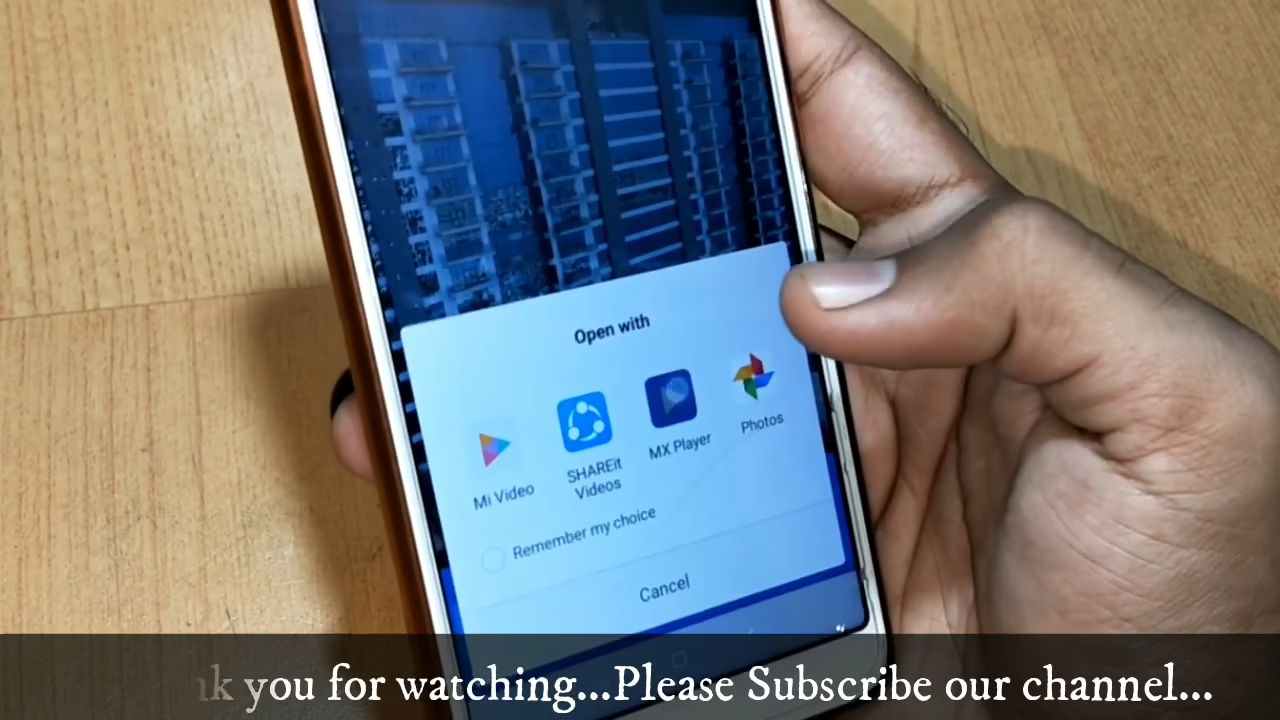 Open with
Mi Video
SHAREit
Videos
MX Player
Photos
Remember my choice
Cancel
you for watching...Please Subscribe our channel...